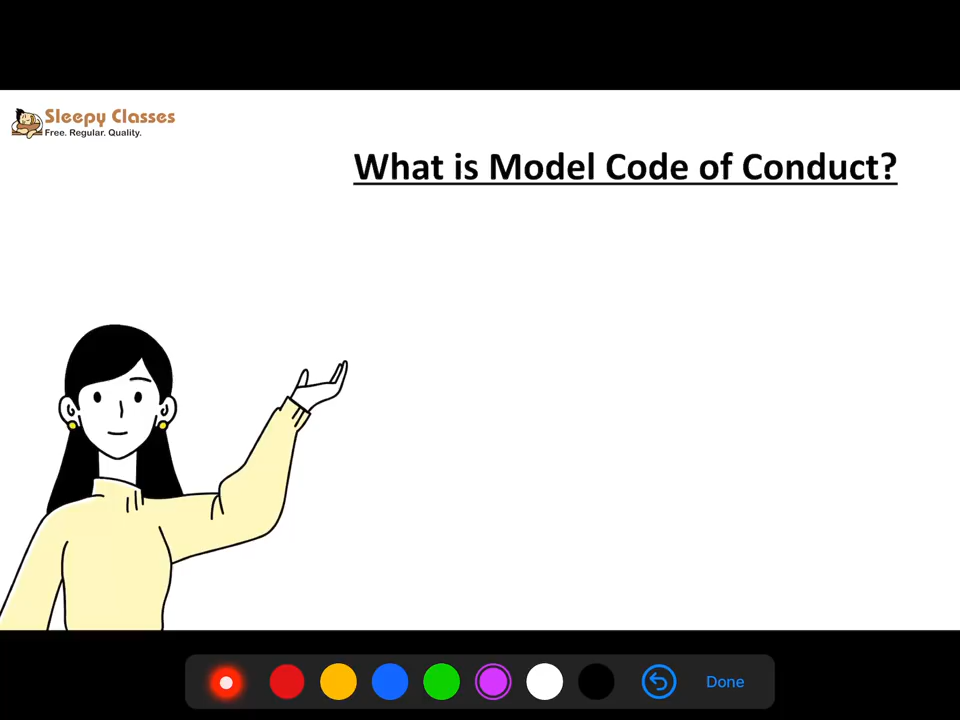 Sleepy Classes
Free. Regular. Quality.
What is Model Code of Conduct?
Done